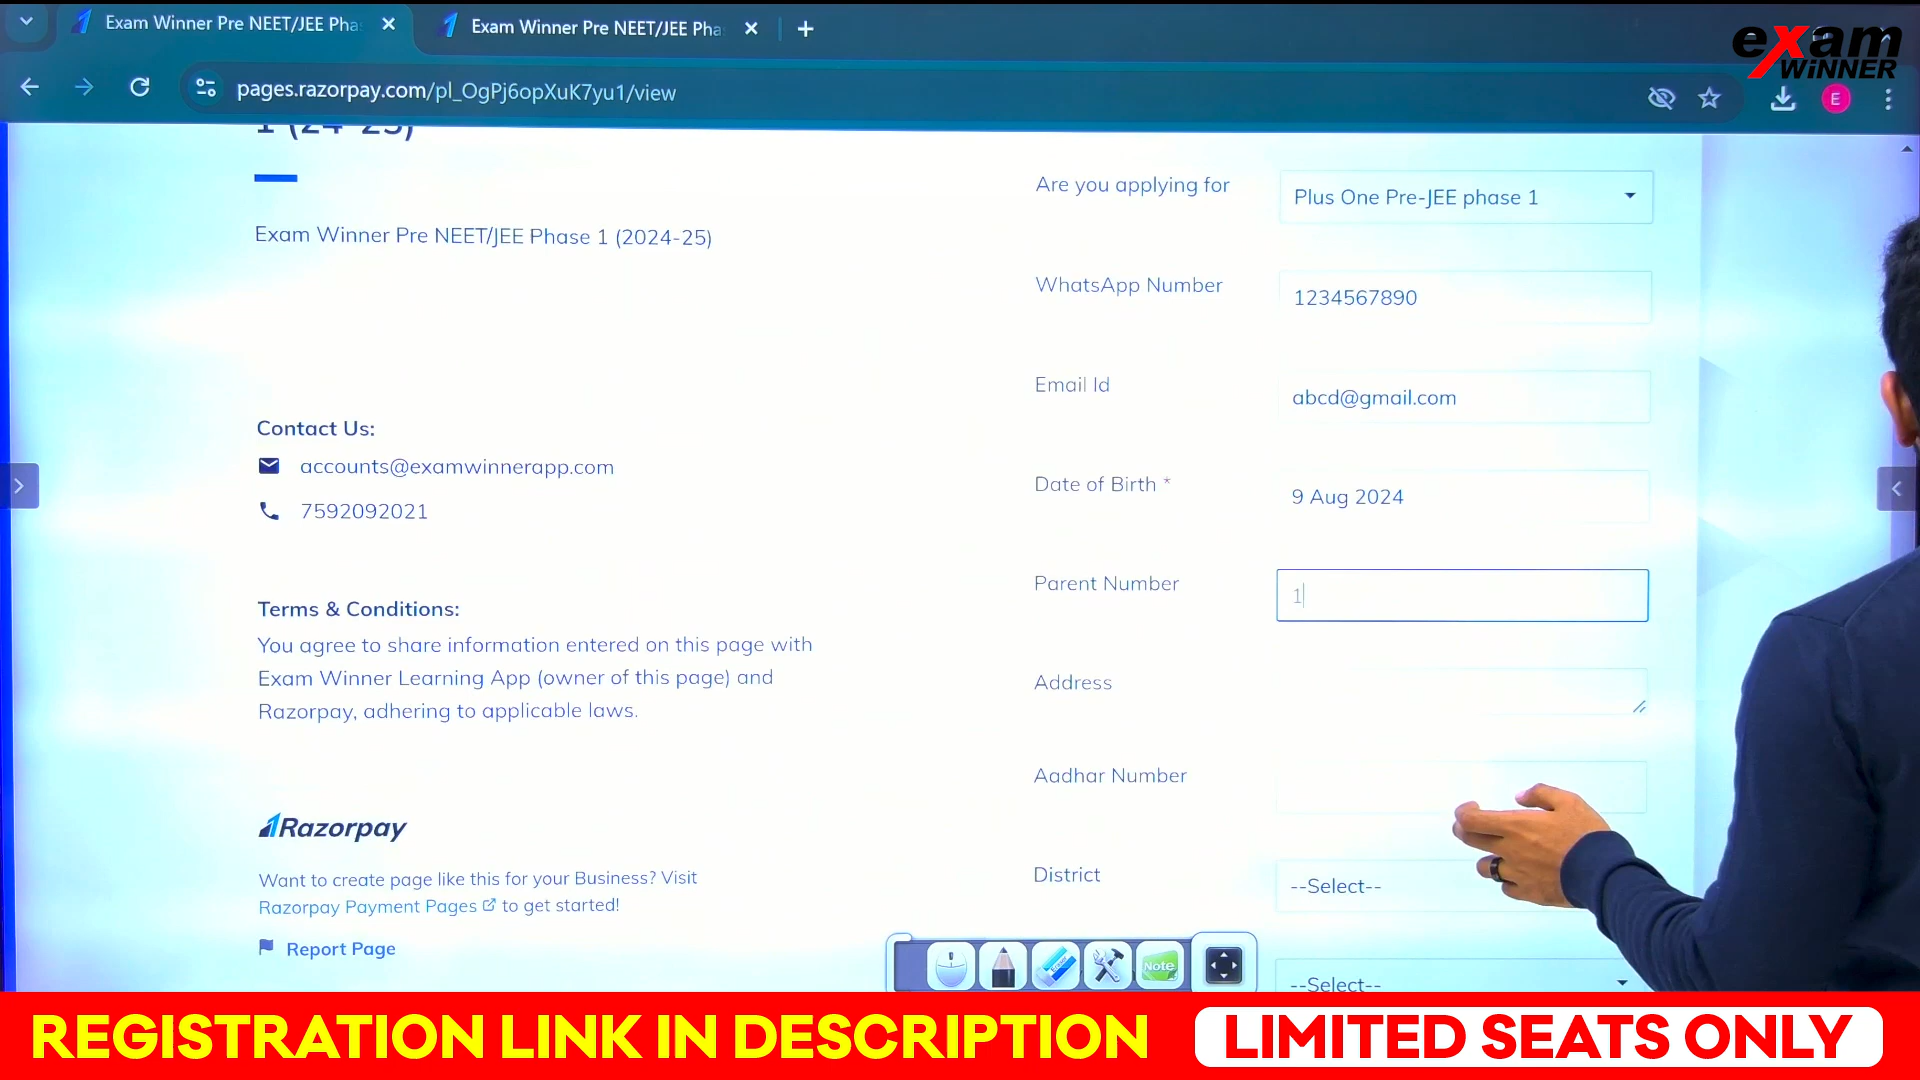 Exam Winner Pre NEET/JEE Pha
Exam Winner Pre NEET/JEE Pha
exam
WINNER
pages.razorpay.com/pl_OgPj6opXuK7yu1/view
E
1 (24-25)
Exam Winner Pre NEET/JEE Phase 1 (2024-25)
Contact Us:
accounts@examwinnerapp.com
7592092021
Terms & Conditions:
You agree to share information entered on this page with
Exam Winner Learning App (owner of this page) and
Razorpay, adhering to applicable laws.
Razorpay
Want to create page like this for your Business? Visit
Razorpay Payment Pages to get started!
Report Page
Are you applying for
Plus One Pre-JEE phase 1
WhatsApp Number
1234567890
Email Id
abcd@gmail.com
Date of Birth *
9 Aug 2024
Parent Number
1
Address
Aadhar Number
District
--Select--
--Select--
Note
REGISTRATION LINK IN DESCRIPTION
LIMITED SEATS ONLY